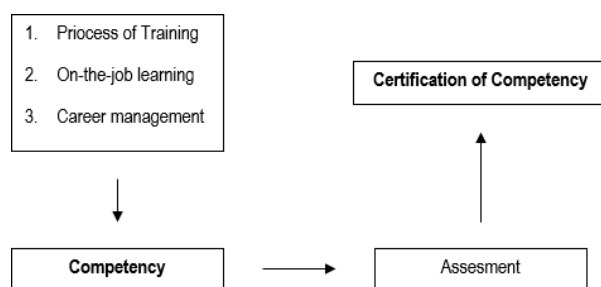 1. Priocess of Training
2. On-the-job learning
3. Career management
Certification of Competency
Competency
Assesment